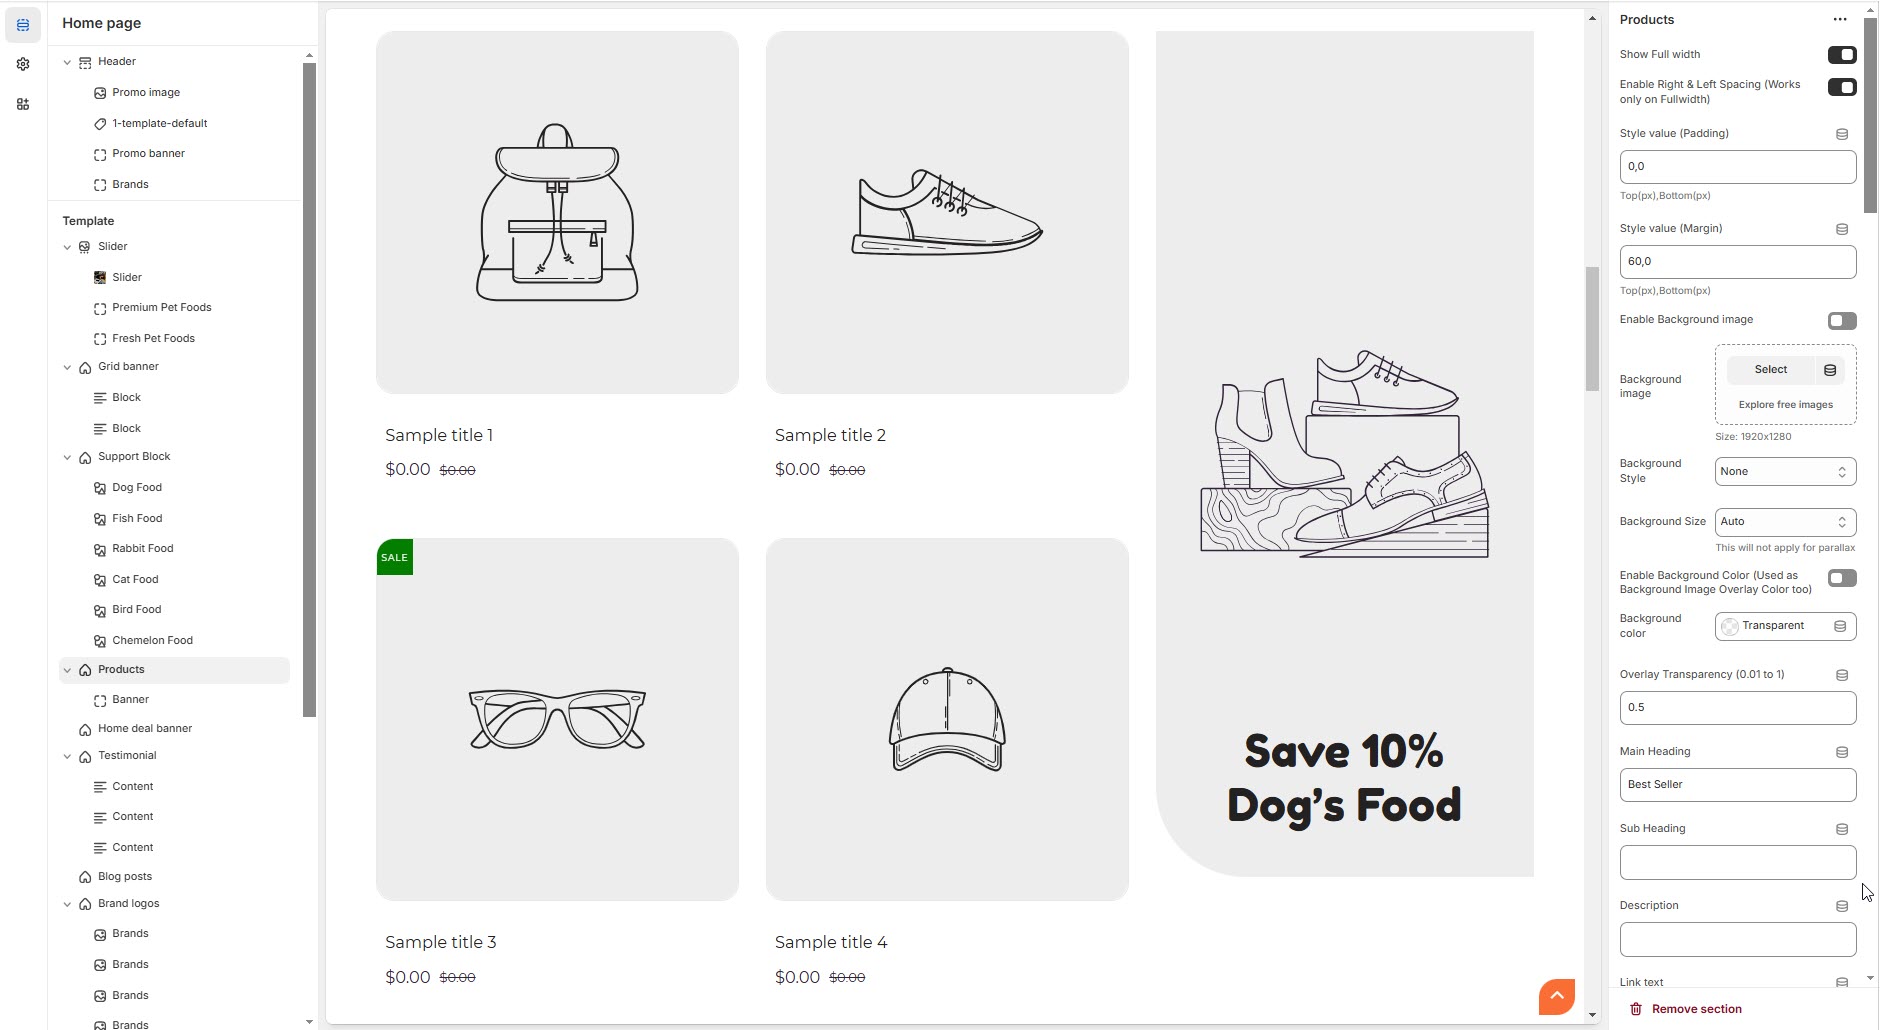 Home page
Header
Promo image
1-template-default
Promo banner
Brands
Template
Slider
Slider
Premium Pet Foods
Fresh Pet Foods
Grid banner
Block
Block
Support Block
Dog Food
Fish Food
Rabbit Food
Cat Food
Bird Food
Chemelon Food
Products
Banner
Home deal banner
Testimonial
Content
Content
Content
Blog posts
Brand logos
Brands
Brands
Brands
Brands
Sample title 1
$0.00 $0.00
Sample title 2
$0.00 $0.00
SALE
Sample title 3
$0.00 $0.00
Sample title 4
$0.00 $0.00
Save 10%
Dog’s Food
Products
Show Full width
Enable Right & Left Spacing (Works
only on Fullwidth)
Style value (Padding)
0,0
Top(px),Bottom(px)
Style value (Margin)
60,0
Top(px),Bottom(px)
Enable Background image
Background
image
Select
Explore free images
Size: 1920x1280
Background
Style
None
Background Size
Auto
This will not apply for parallax
Enable Background Color (Used as
Background Image Overlay Color too)
Background
color
Transparent
Overlay Transparency (0.01 to 1)
0.5
Main Heading
Best Seller
Sub Heading
Description
Link text
Remove section